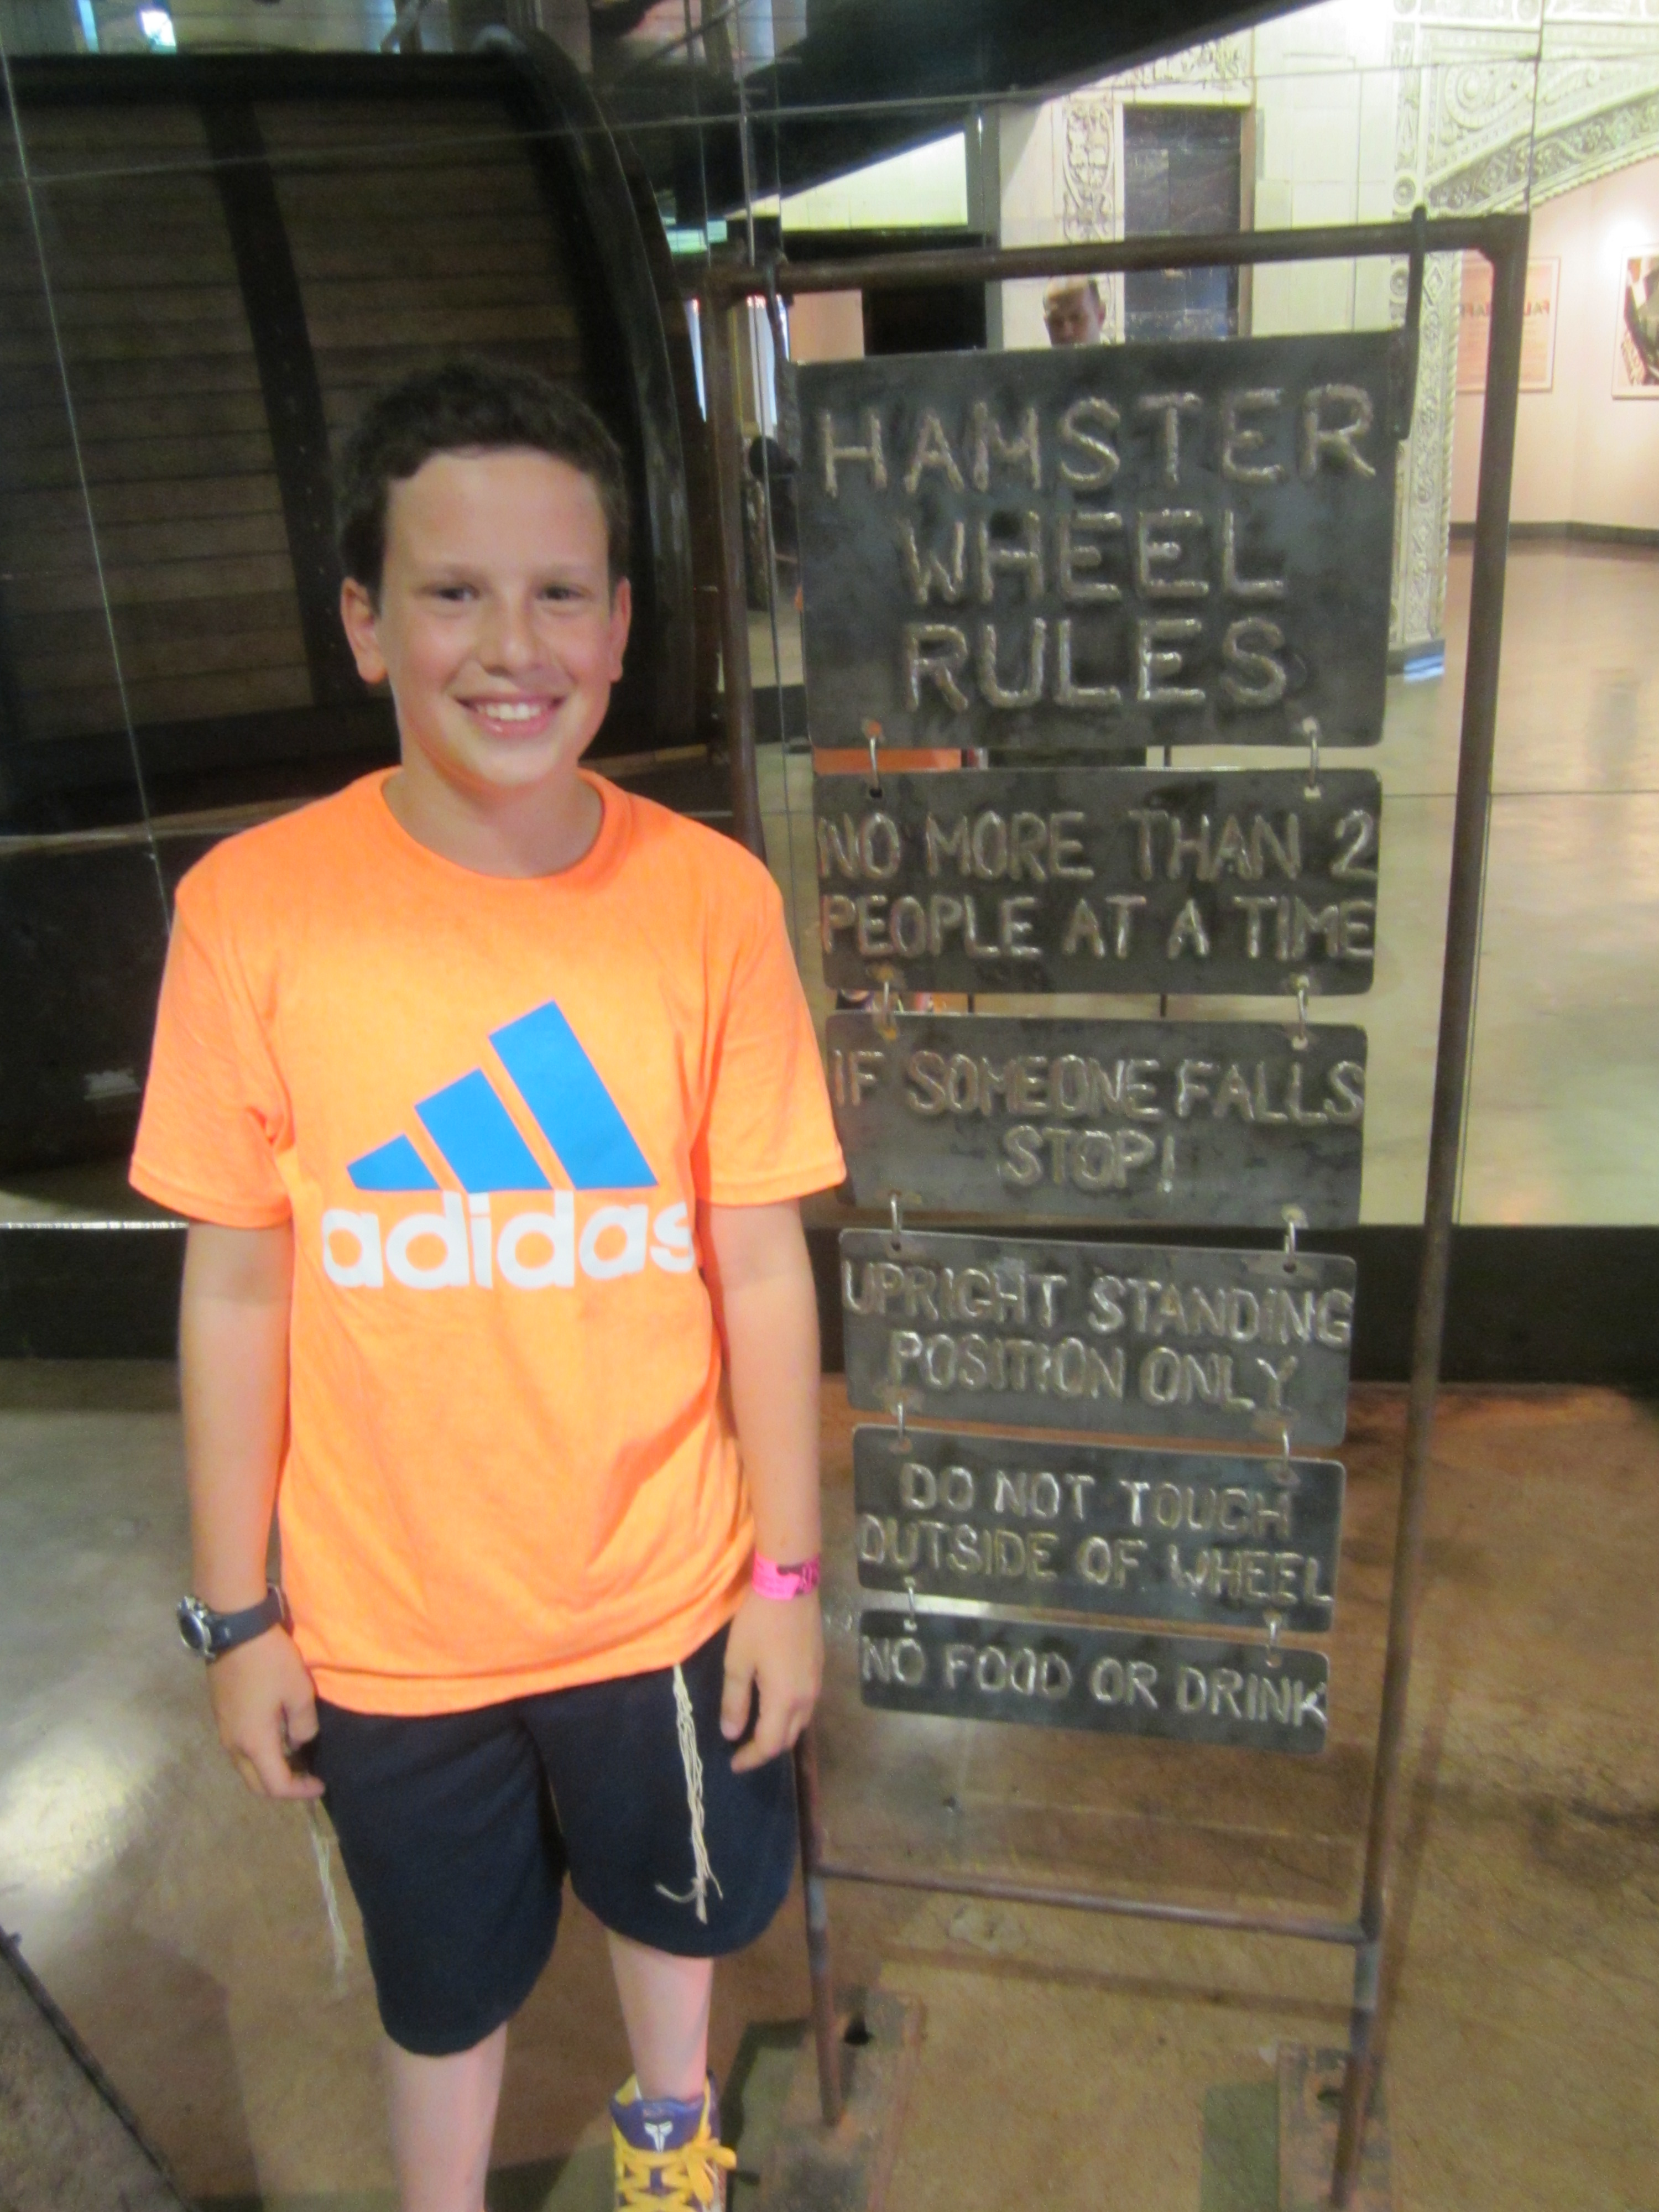 HAMSTER
WHEEL
RULES
NO MORE THAN 2
PEOPLE AT A TIME
IF SOMEONE FALLS
STOP!
UPRIGHT STANDING
POSITION ONLY
DO NOT TOUCH
OUTSIDE OF WHEEL
NO FOOD OR DRINK
adidas